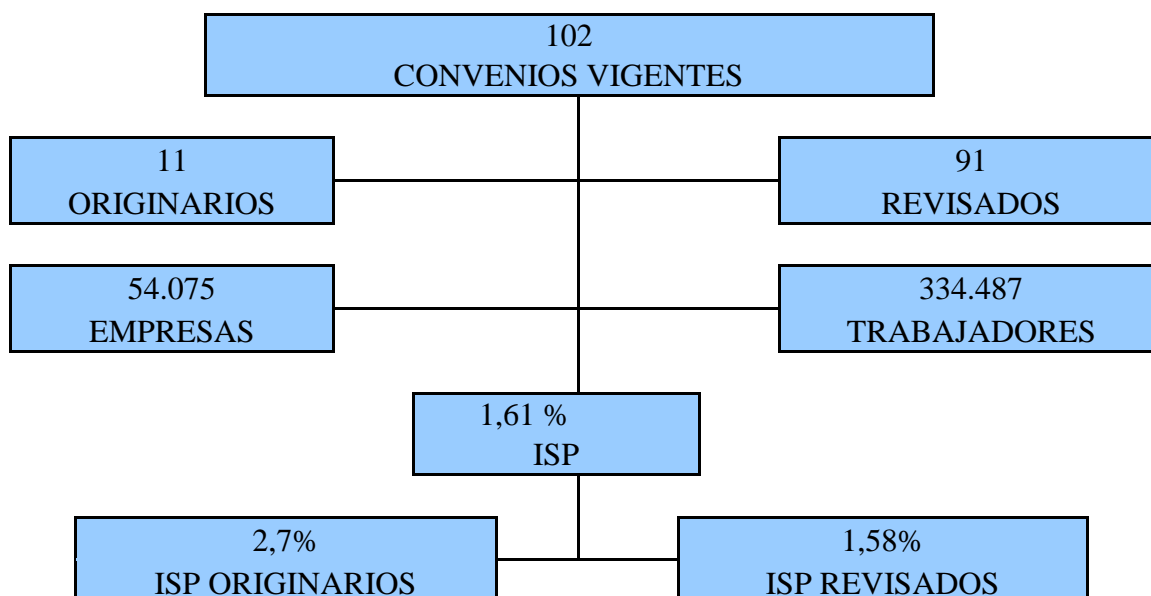 102
CONVENIOS VIGENTES
11
ORIGINARIOS
91
REVISADOS
54.075
EMPRESAS
334.487
TRABAJADORES
1,61 %
ISP
2,7%
ISP ORIGINARIOS
1,58%
ISP REVISADOS